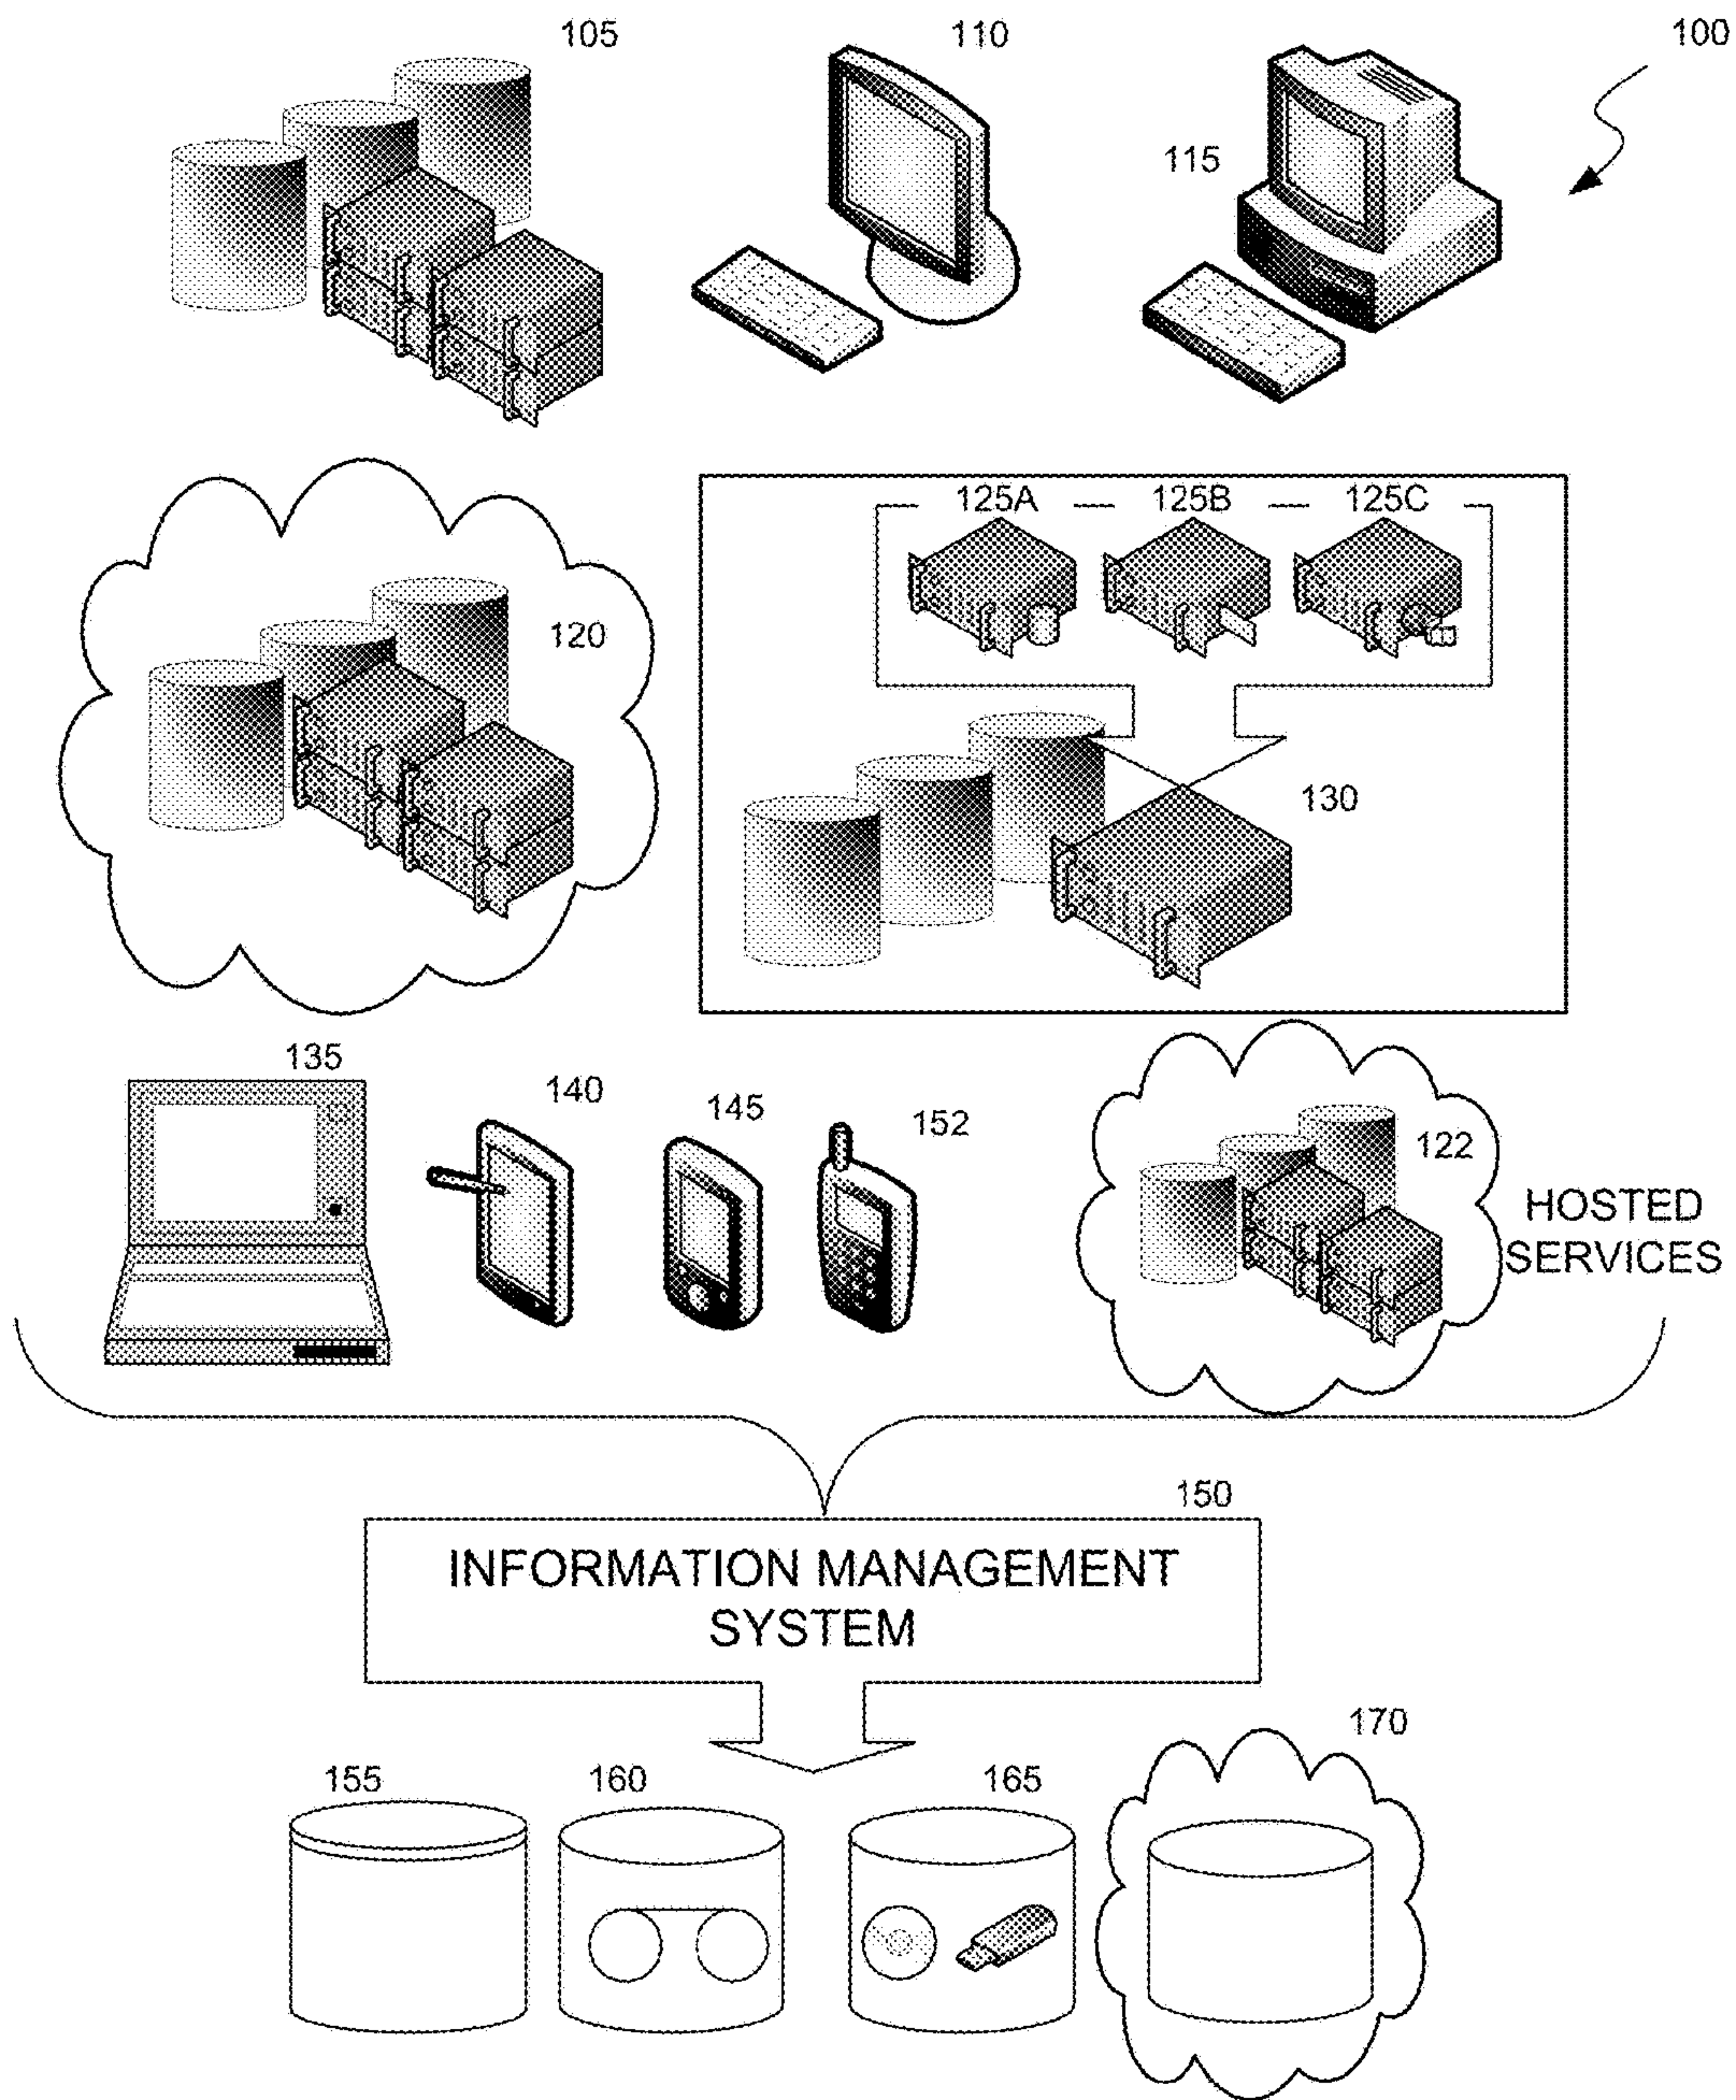 105
110
100
115
125A
125B
125C
120
130
135
140
145
152
122
HOSTED
SERVICES
150
INFORMATION MANAGEMENT
SYSTEM
170
155
160
165